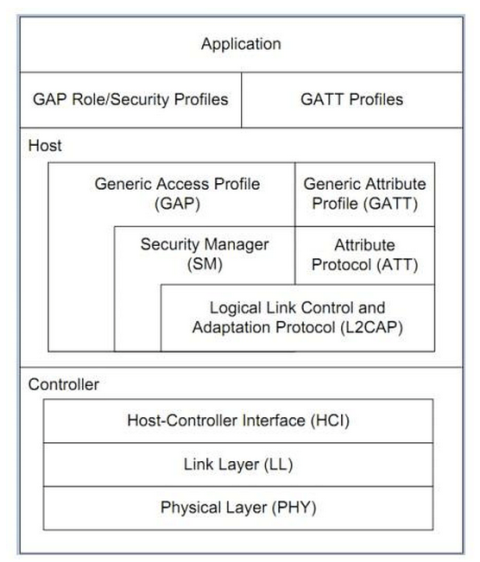 Application
GAP Role/Security Profiles
GATT Profiles
Host
Generic Access Profile
(GAP)
Generic Attribute
Profile (GATT)
Security Manager
(SM)
Attribute
Protocol (ATT)
Logical Link Control and
Adaptation Protocol (L2CAP)
Controller
Host-Controller Interface (HCI)
Link Layer (LL)
Physical Layer (PHY)